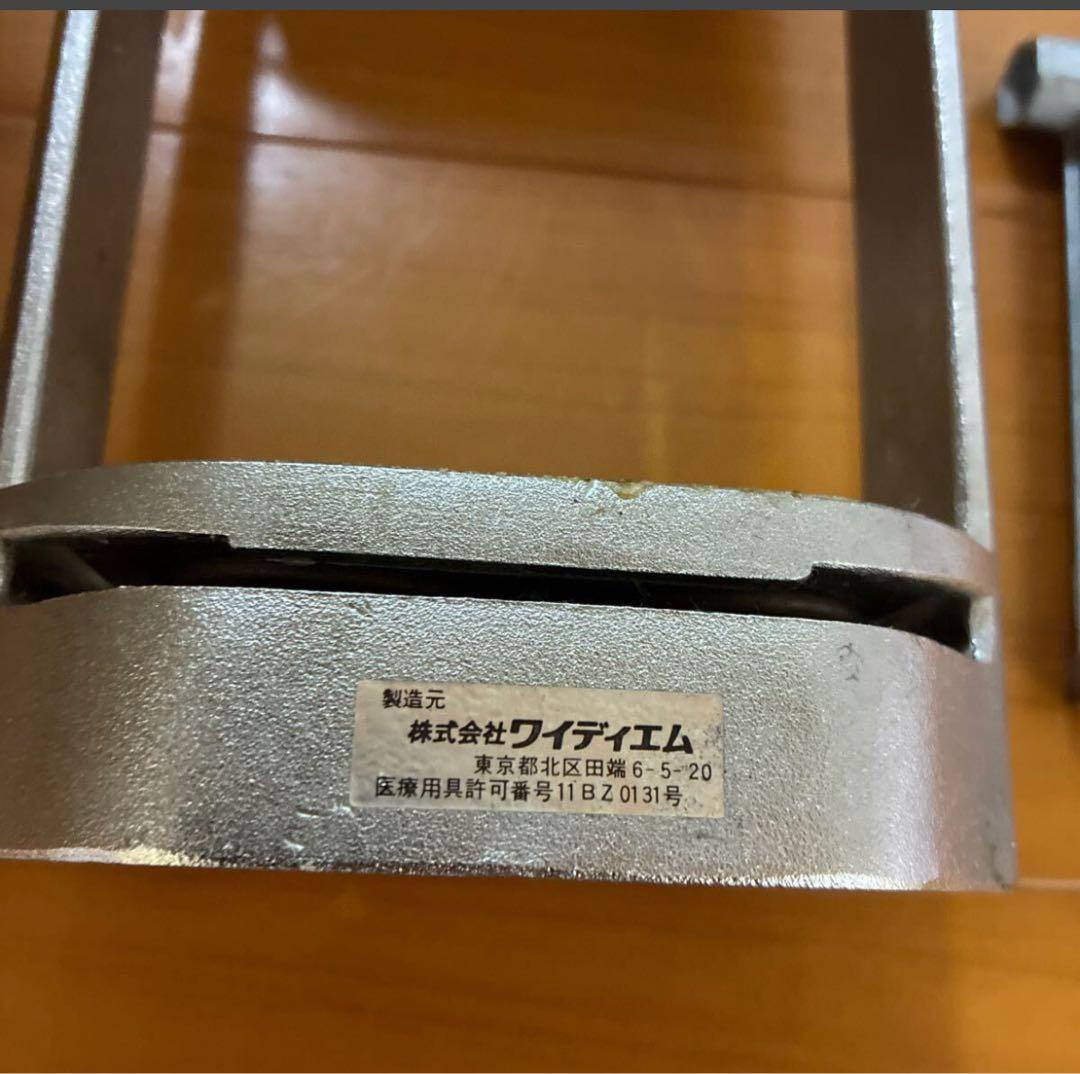 製造元
株式会社ワイディエム
東京都北区田端6-5-20
医療用具許可番号11BZ0131号